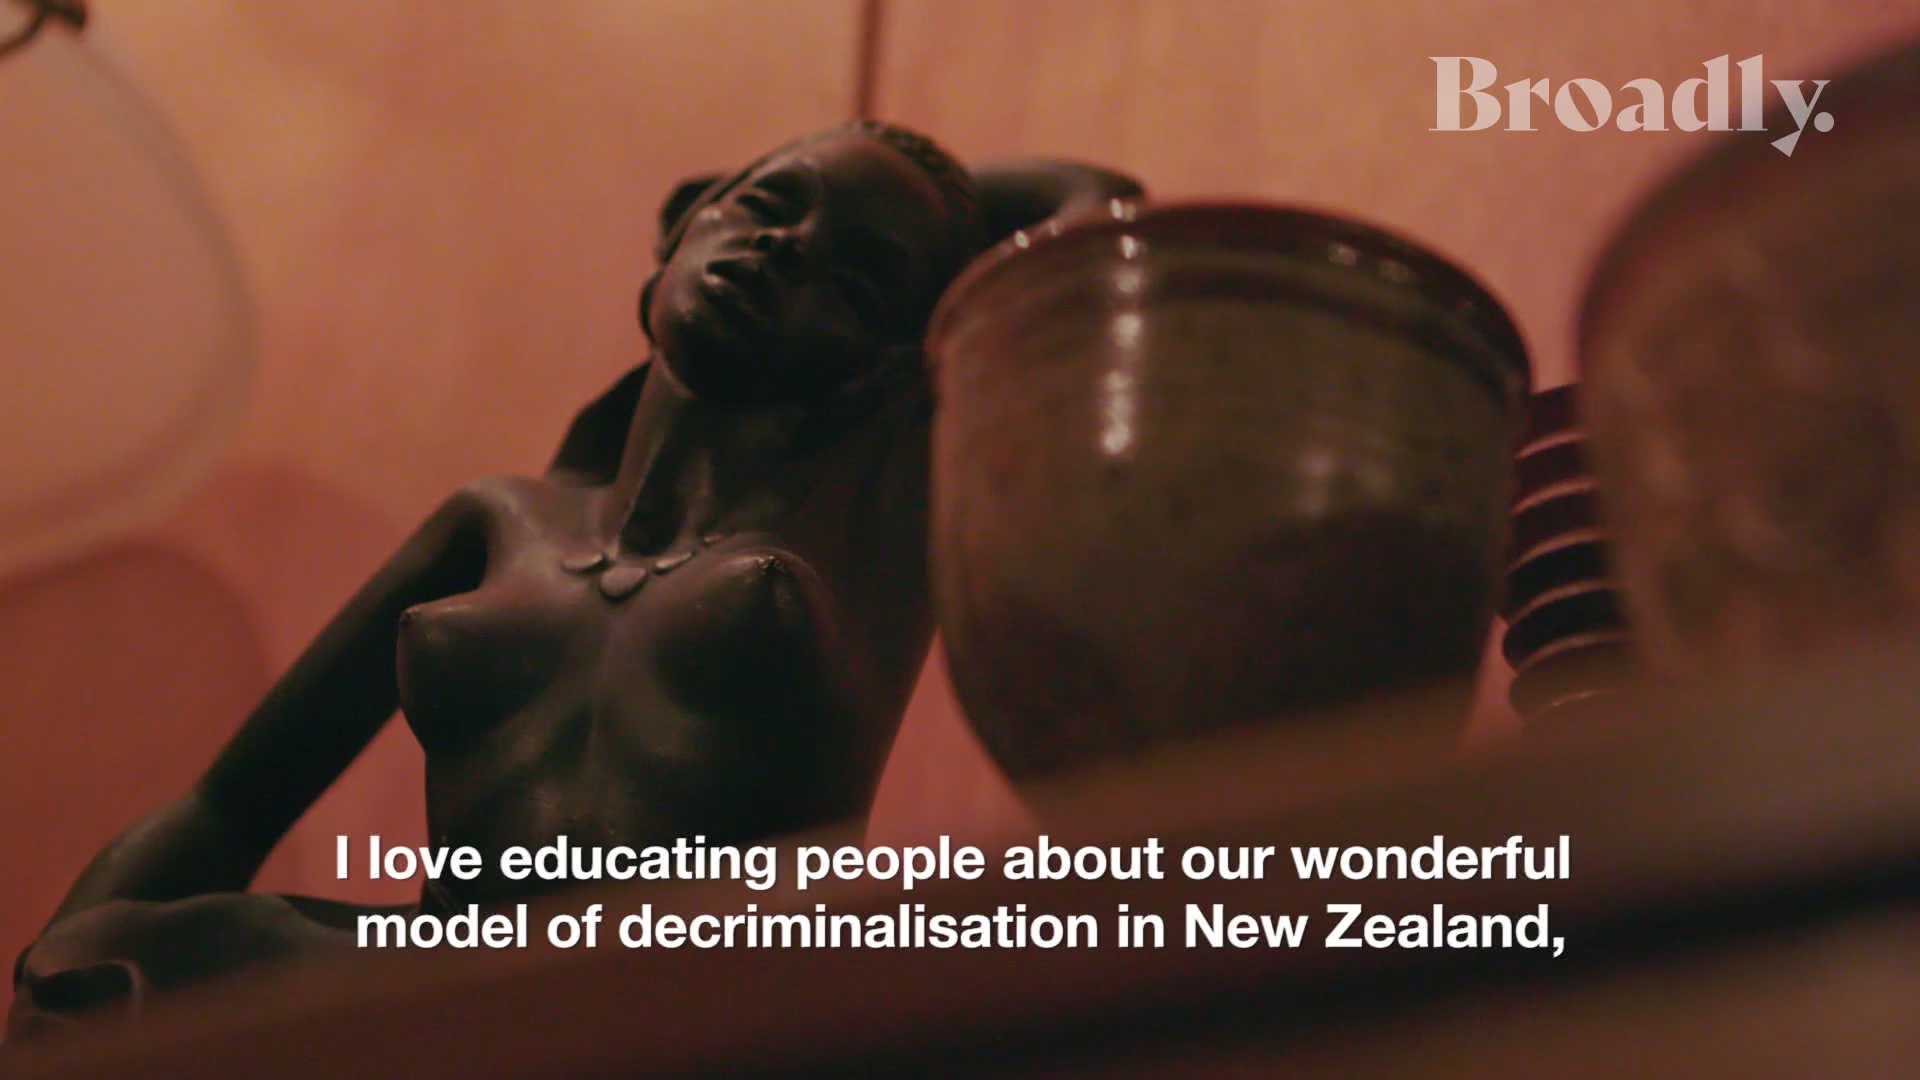 Broadly.
I love educating people about our wonderful
model of decriminalisation in New Zealand,